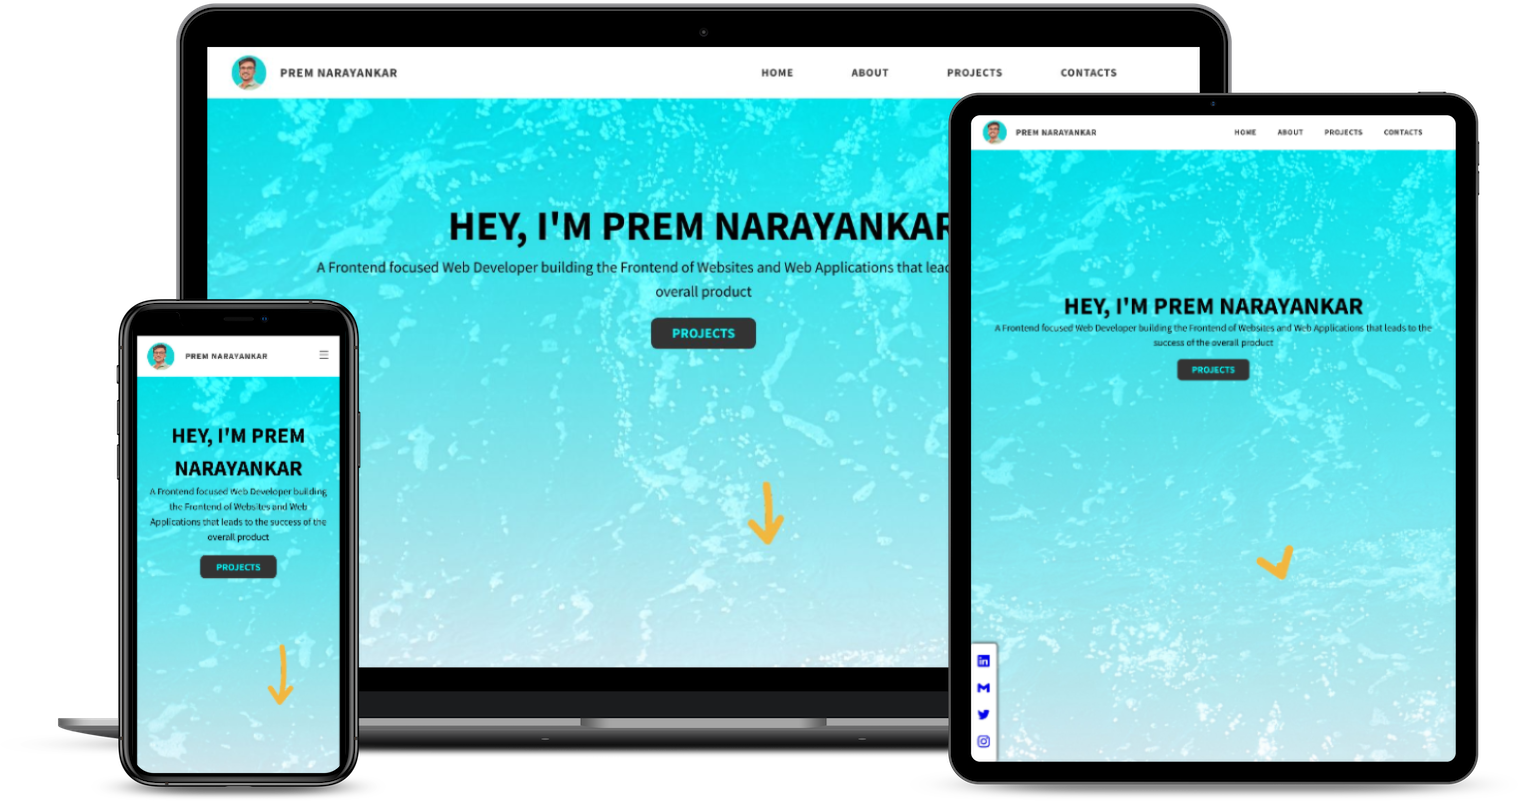 PREM NARAYANKAR
HOME ABOUT PROJECTS CONTACTS
HEY, I'M PREM NARAYANKAR
A Frontend focused Web Developer building the Frontend of Websites and Web Applications that lead
overall product
PROJECTS
PREM NARAYANKAR
HOME ABOUT PROJECTS CONTACTS
HEY, I'M PREM NARAYANKAR
A Frontend focused Web Developer building the Frontend of Websites and Web Applications that leads to the
success of the overall product
PROJECTS
in
PREM NARAYANKAR
HEY, I'M PREM
NARAYANKAR
A Frontend focused Web Developer building
the Frontend of Websites and Web
Applications that leads to the success of the
overall product
PROJECTS